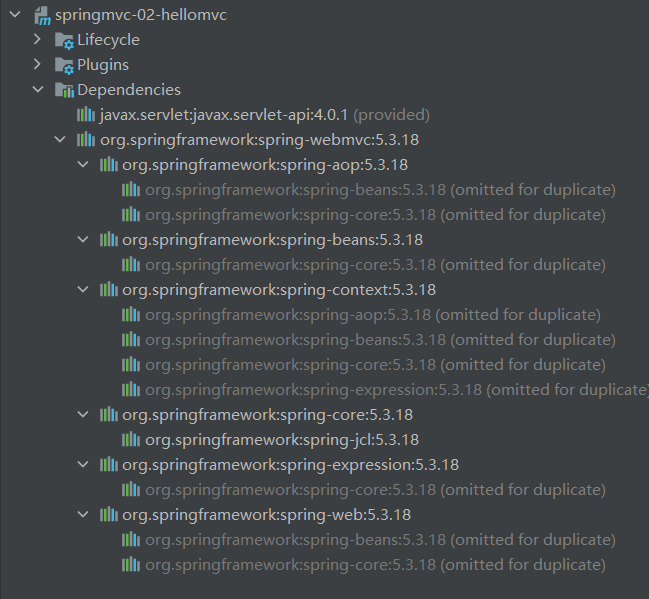 springmvc-02-hellomvc
Lifecycle
Plugins
Dependencies
javax.servlet:javax.servlet-api:4.0.1 (provided)
org.springframework:spring-webmvc:5.3.18
org.springframework:spring-aop:5.3.18
org.springframework:spring-beans:5.3.18 (omitted for duplicate)
org.springframework:spring-core:5.3.18 (omitted for duplicate)
org.springframework:spring-beans:5.3.18
org.springframework:spring-core:5.3.18 (omitted for duplicate)
org.springframework:spring-context:5.3.18
org.springframework:spring-aop:5.3.18 (omitted for duplicate)
org.springframework:spring-beans:5.3.18 (omitted for duplicate)
org.springframework:spring-core:5.3.18 (omitted for duplicate)
org.springframework:spring-expression:5.3.18 (omitted for duplicate)
org.springframework:spring-core:5.3.18
org.springframework:spring-jcl:5.3.18
org.springframework:spring-expression:5.3.18
org.springframework:spring-core:5.3.18 (omitted for duplicate)
org.springframework:spring-web:5.3.18
org.springframework:spring-beans:5.3.18 (omitted for duplicate)
org.springframework:spring-core:5.3.18 (omitted for duplicate)